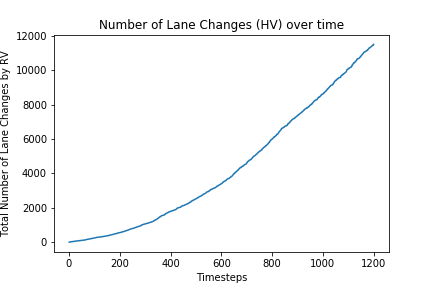 Number of Lane Changes (HV) over time
Total Number of Lane Changes by RV
12000
10000
8000
6000
4000
2000
0
0 200 400 600 800 1000 1200
Timesteps